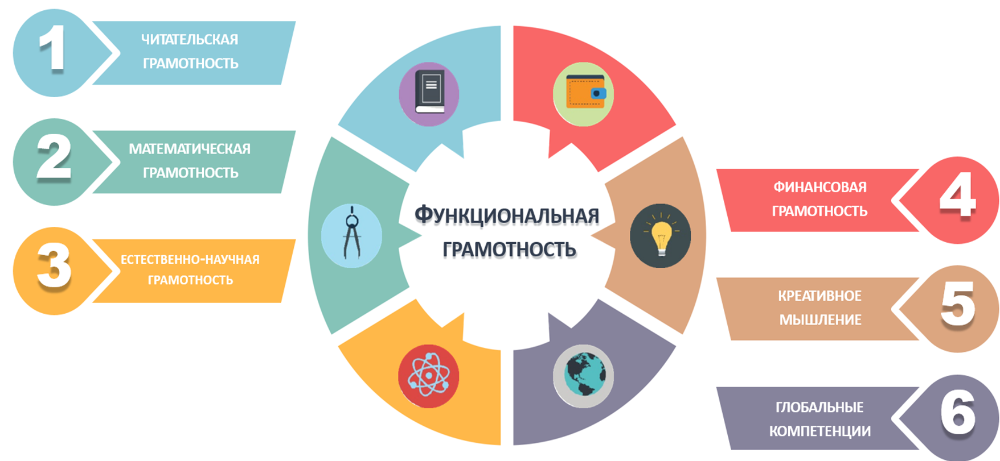 1
ЧИТАТЕЛЬСКАЯ
ГРАМОТНОСТЬ
2
МАТЕМАТИЧЕСКАЯ
ГРАМОТНОСТЬ
3
ЕСТЕСТВЕННО-НАУЧНАЯ
ГРАМОТНОСТЬ
ФУНКЦИОНАЛЬНАЯ
ГРАМОТНОСТЬ
ФИНАНСОВАЯ
ГРАМОТНОСТЬ
4
КРЕАТИВНОЕ
МЫШЛЕНИЕ
5
ГЛОБАЛЬНЫЕ
КОМПЕТЕНЦИИ
6